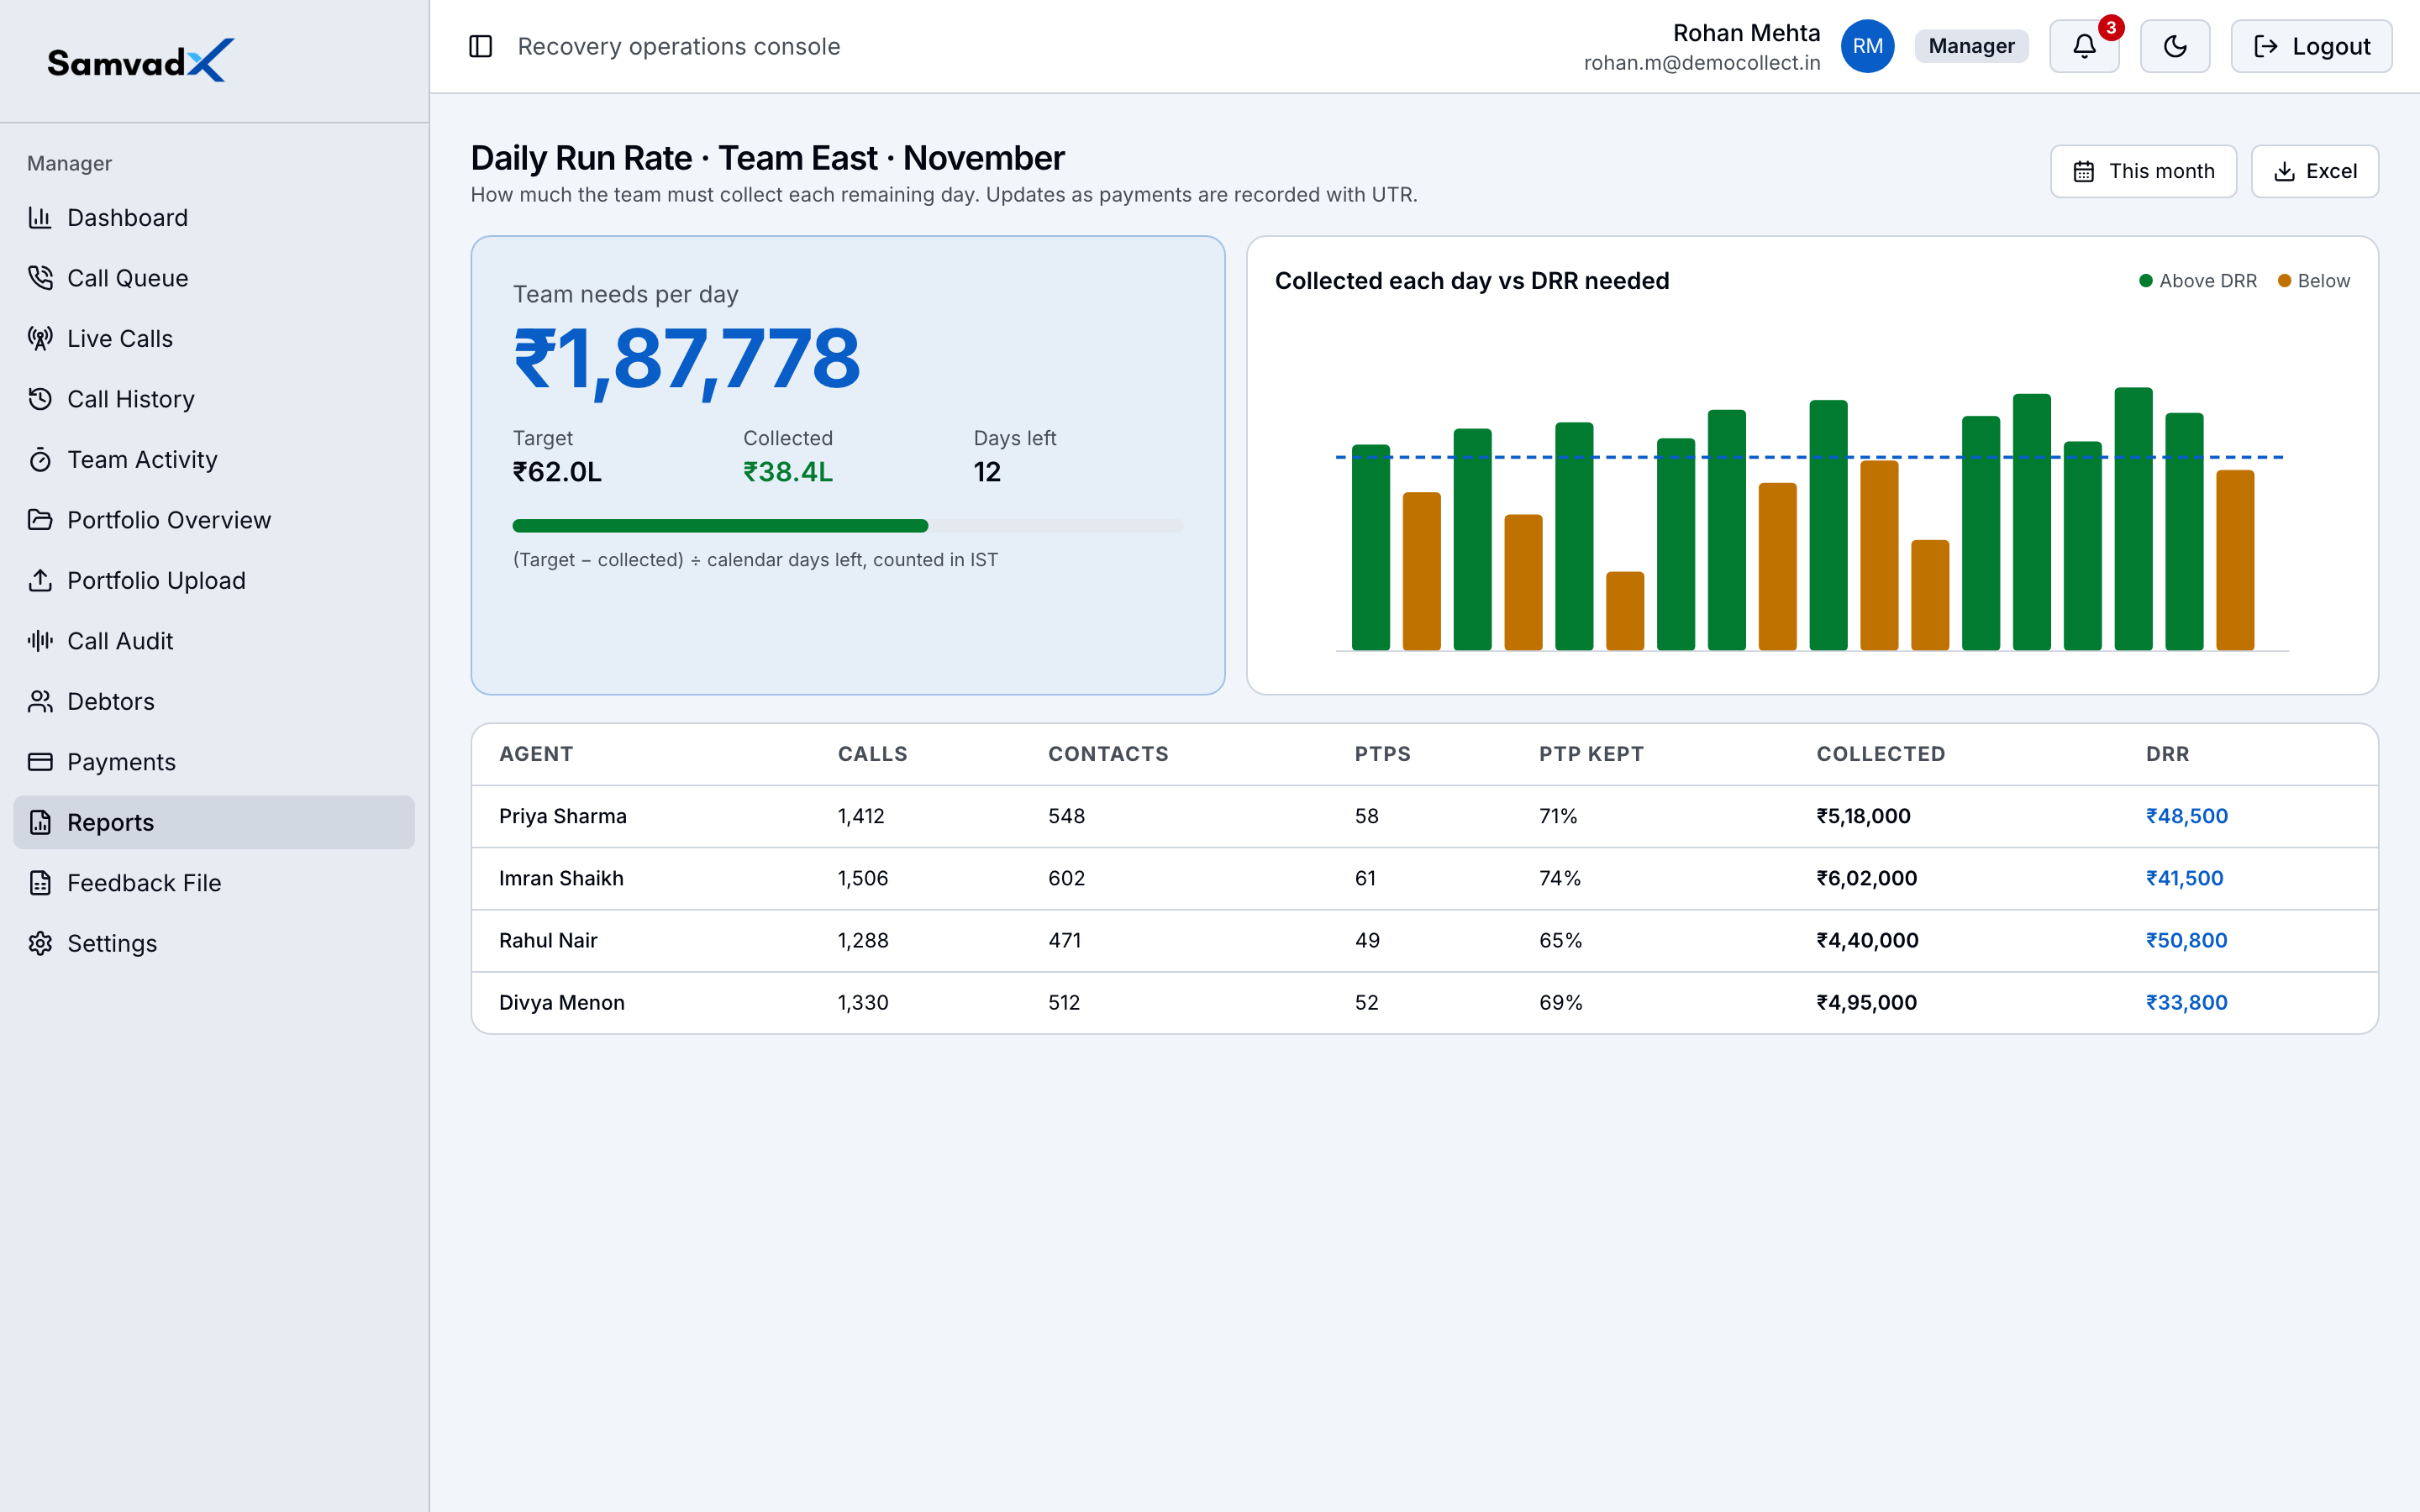 SamvadX
Recovery operations console
Rohan Mehta
rohan.m@democollect.in
RM
Manager
3
Logout
Manager
Dashboard
Call Queue
Live Calls
Call History
Team Activity
Portfolio Overview
Portfolio Upload
Call Audit
Debtors
Payments
Reports
Feedback File
Settings
Daily Run Rate · Team East · November
How much the team must collect each remaining day. Updates as payments are recorded with UTR.
This month
Excel
Team needs per day
₹1,87,778
Target Collected Days left
₹62.0L ₹38.4L 12
(Target − collected) ÷ calendar days left, counted in IST
Collected each day vs DRR needed
Above DRR Below
AGENT CALLS CONTACTS PTPS PTP KEPT COLLECTED DRR
Priya Sharma 1,412 548 58 71% ₹5,18,000 ₹48,500
Imran Shaikh 1,506 602 61 74% ₹6,02,000 ₹41,500
Rahul Nair 1,288 471 49 65% ₹4,40,000 ₹50,800
Divya Menon 1,330 512 52 69% ₹4,95,000 ₹33,800